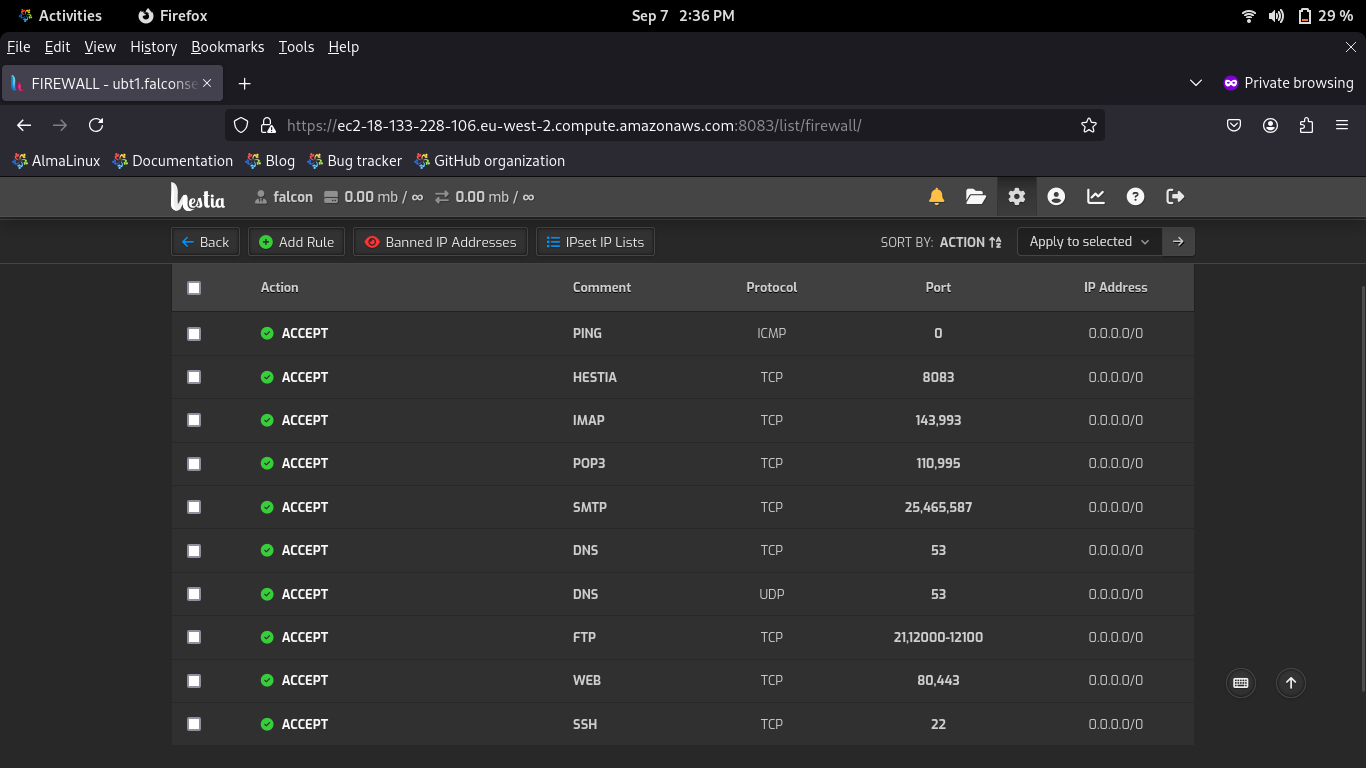 Activities Firefox Sep 7 2:36 PM 29 %
File Edit View History Bookmarks Tools Help
FIREWALL - ubt1.falconse
Private browsing
https://ec2-18-133-228-106.eu-west-2.compute.amazonaws.com:8083/list/firewall/
AlmaLinux Documentation Blog Bug tracker GitHub organization
Hestia falcon 0.00 mb / ∞ 0.00 mb / ∞
Back Add Rule Banned IP Addresses IPset IP Lists SORT BY: ACTION Apply to selected
Action Comment Protocol Port IP Address
ACCEPT PING ICMP 0 0.0.0.0/0
ACCEPT HESTIA TCP 8083 0.0.0.0/0
ACCEPT IMAP TCP 143,993 0.0.0.0/0
ACCEPT POP3 TCP 110,995 0.0.0.0/0
ACCEPT SMTP TCP 25,465,587 0.0.0.0/0
ACCEPT DNS TCP 53 0.0.0.0/0
ACCEPT DNS UDP 53 0.0.0.0/0
ACCEPT FTP TCP 21,12000-12100 0.0.0.0/0
ACCEPT WEB TCP 80,443 0.0.0.0/0
ACCEPT SSH TCP 22 0.0.0.0/0